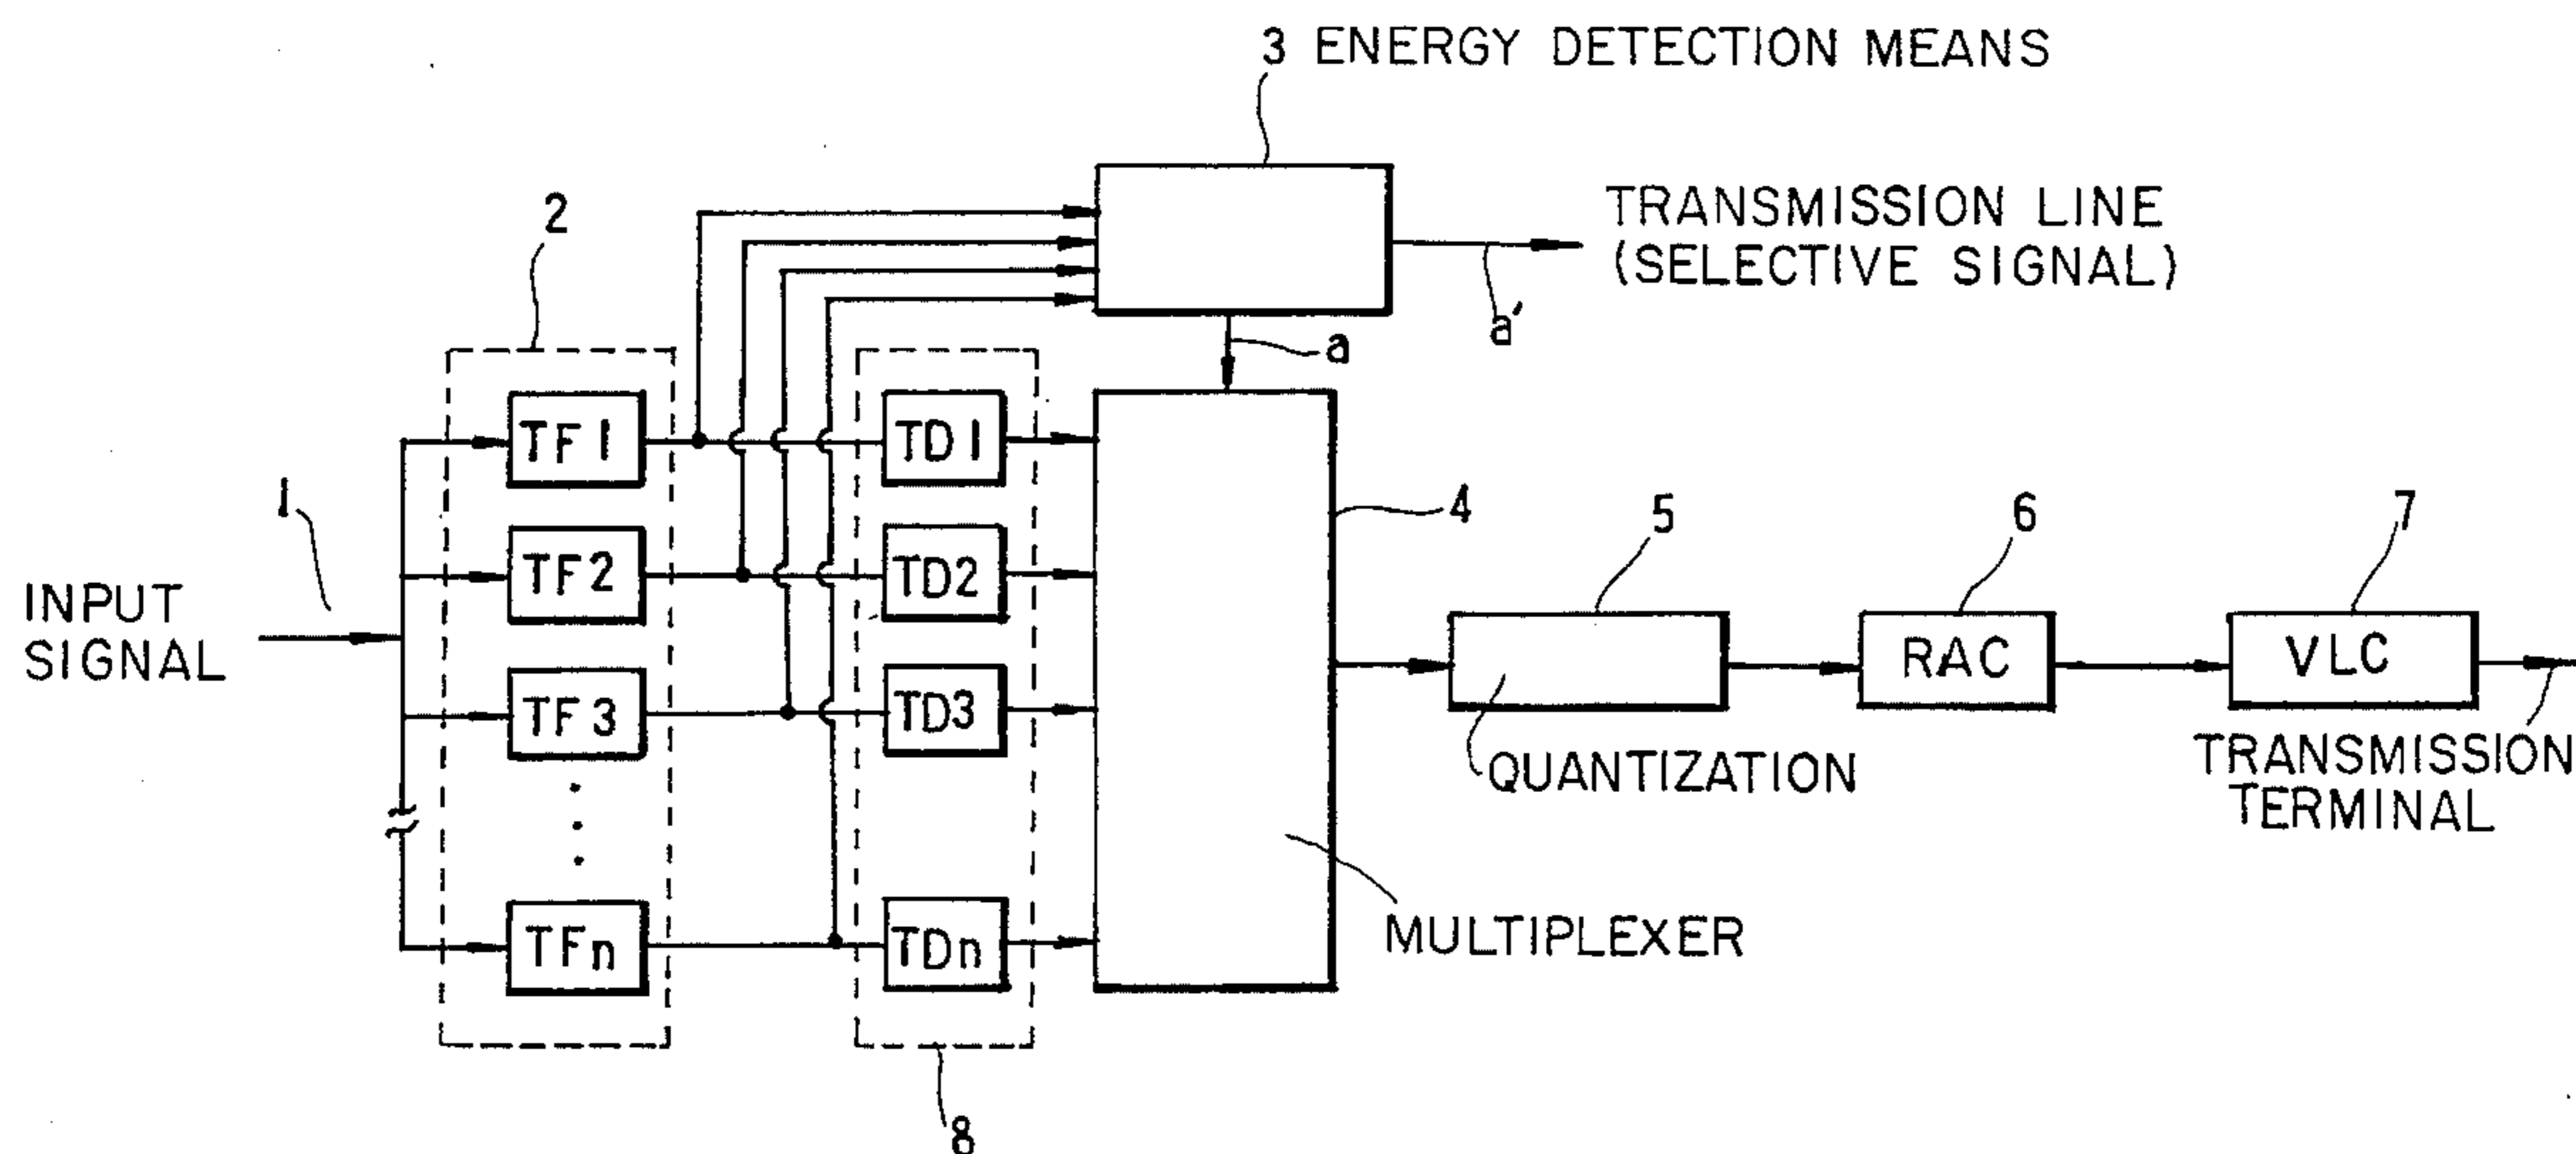 3 ENERGY DETECTION MEANS
2
TRANSMISSION LINE
(SELECTIVE SIGNAL)
a'
a
TF1
TD1
1
4
5
6
7
TF2
TD2
INPUT
SIGNAL
RAC
VLC
TF3
TD3
QUANTIZATION
TRANSMISSION
TERMINAL
MULTIPLEXER
TFn
TDn
8